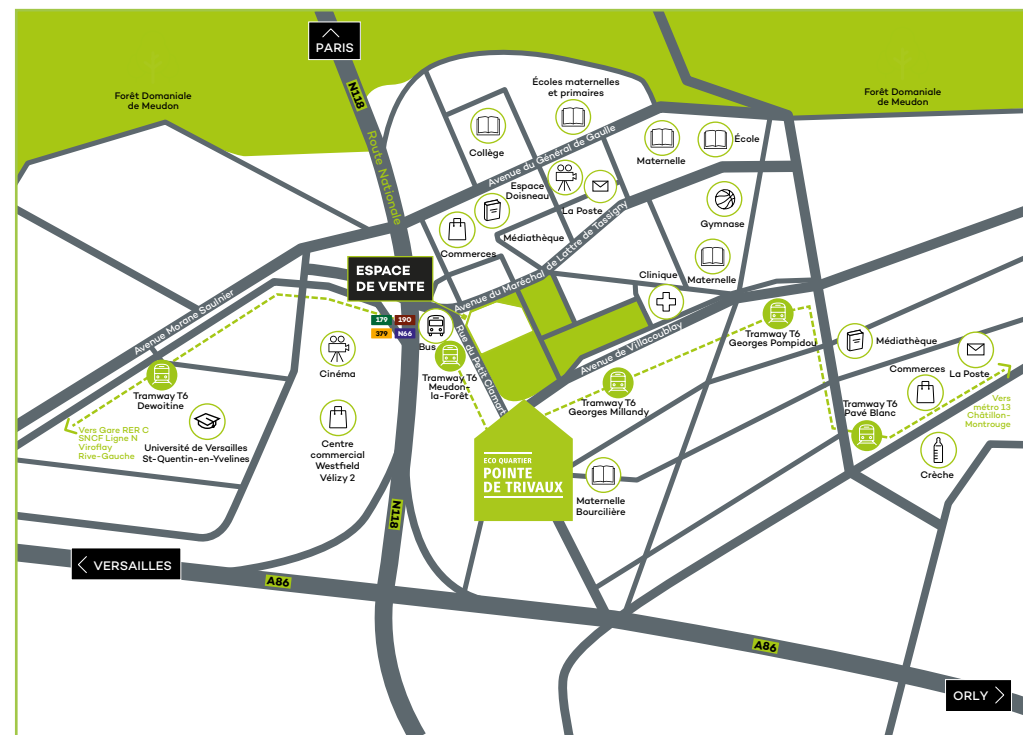 PARIS
N118
Route Nationale
Forêt Domaniale
de Meudon
Forêt Domaniale
de Meudon
Écoles maternelles
et primaires
Collège
Avenue du Général de Gaulle
Maternelle
École
Espace
Doisneau
La Poste
Gymnase
Commerces
Médiathèque
Avenue du Maréchal de Lattre de Tassigny
Maternelle
Clinique
ESPACE
DE VENTE
Avenue Morane Saulnier
179
190
379
N66
Bus
Rue du Petit Clamart
Avenue de Villacoublay
Tramway T6
Georges Pompidou
Médiathèque
Cinéma
Tramway T6
Meudon-
la-Forêt
Tramway T6
Dewoitine
Tramway T6
Georges Millandy
Commerces
La Poste
Tramway T6
Pavé Blanc
Vers
métro 13
Châtillon-
Montrouge
Vers Gare RER C
SNCF Ligne N
Viroflay
Rive-Gauche
Université de Versailles
St-Quentin-en-Yvelines
Centre
commercial
Westfield
Vélizy 2
ECO QUARTIER
POINTE
DE TRIVAUX
Maternelle
Bourcilière
Crèche
N118
VERSAILLES
A86
A86
ORLY